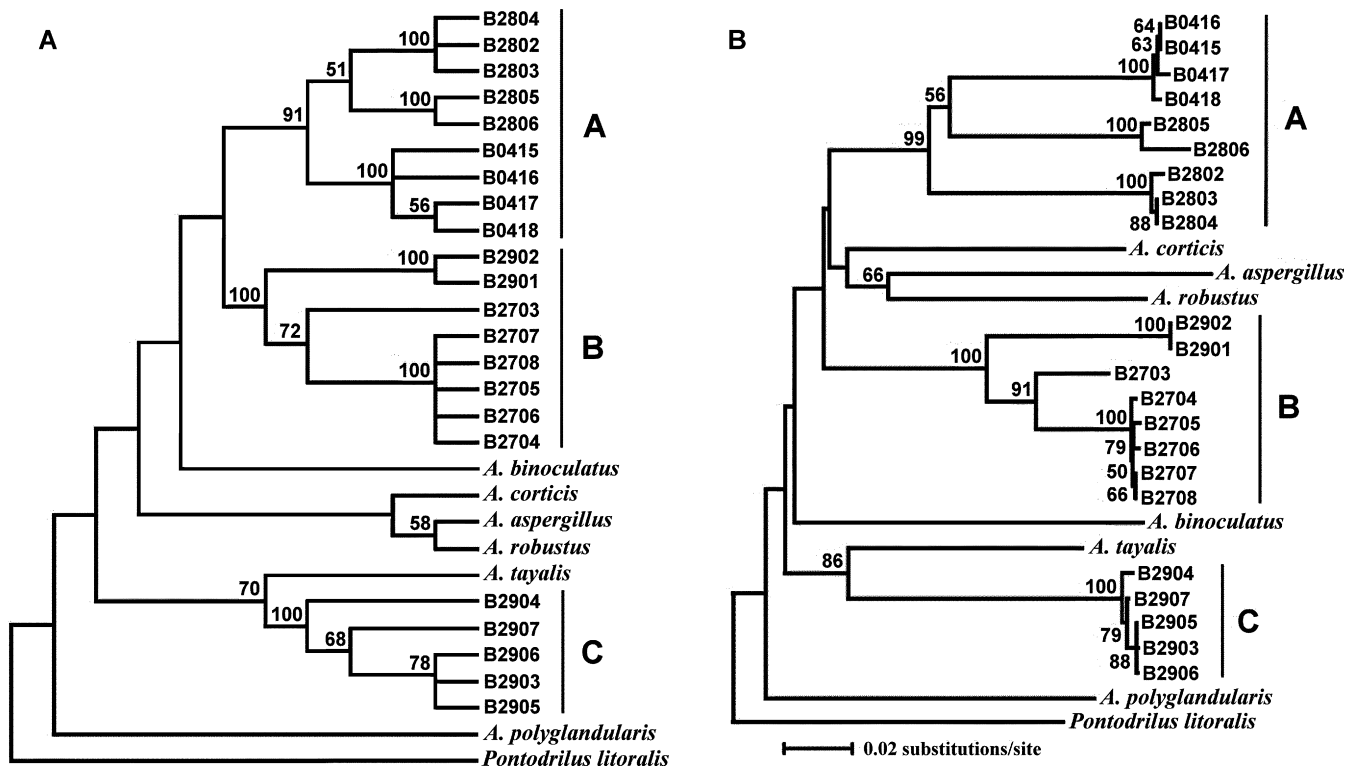 A
B2804
100
B2802
B2803
51
B2805
100
B2806
91
B0415
100
B0416
B0417
56
B0418
A
B2902
100
B2901
100
B2703
72
B2707
B2708
100
B2705
B2706
B2704
B
A. binoculatus
A. corticis
A. aspergillus
58
A. robustus
A. tayalis
70
B2904
100
B2907
68
B2906
78
B2903
B2905
C
A. polyglandularis
Pontodrilus litoralis
B
B0416
64
B0415
63
B0417
100
B0418
56
B2805
100
B2806
99
B2802
100
B2803
88
B2804
A
A. corticis
A. aspergillus
66
A. robustus
B2902
100
B2901
100
B2703
91
B2704
100
B2705
79
B2706
50
B2707
66
B2708
B
A. binoculatus
A. tayalis
86
B2904
100
B2907
B2905
79
B2903
88
B2906
C
A. polyglandularis
Pontodrilus litoralis
0.02 substitutions/site